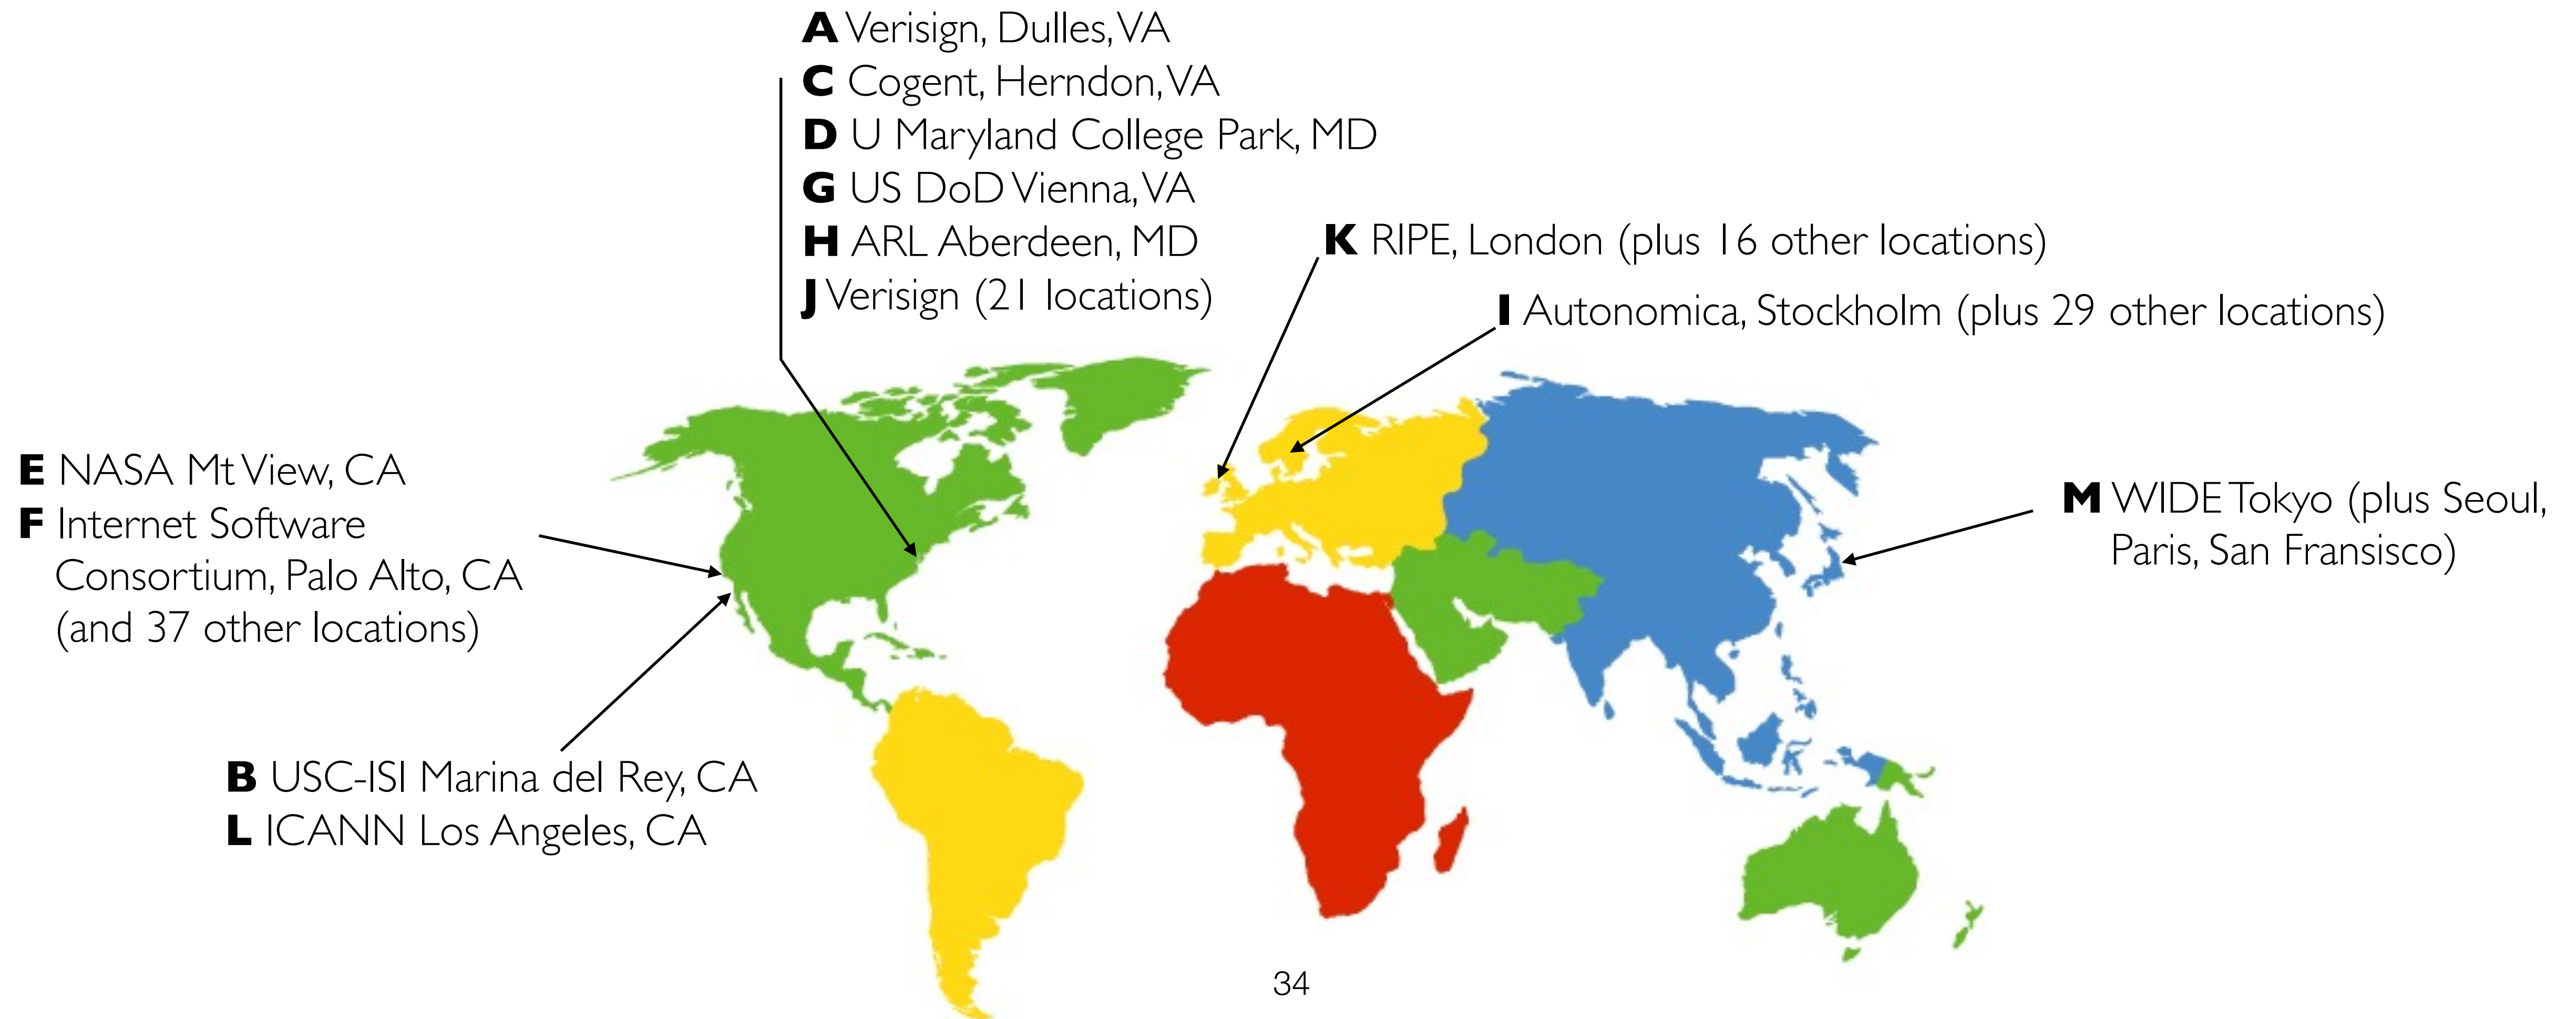 A Verisign, Dulles, VA
C Cogent, Herndon, VA
D U Maryland College Park, MD
G US DoD Vienna, VA
H ARL Aberdeen, MD
J Verisign (21 locations)
K RIPE, London (plus 16 other locations)
I Autonomica, Stockholm (plus 29 other locations)
E NASA Mt View, CA
F Internet Software
Consortium, Palo Alto, CA
(and 37 other locations)
M WIDE Tokyo (plus Seoul,
Paris, San Fransisco)
B USC-ISI Marina del Rey, CA
L ICANN Los Angeles, CA
34